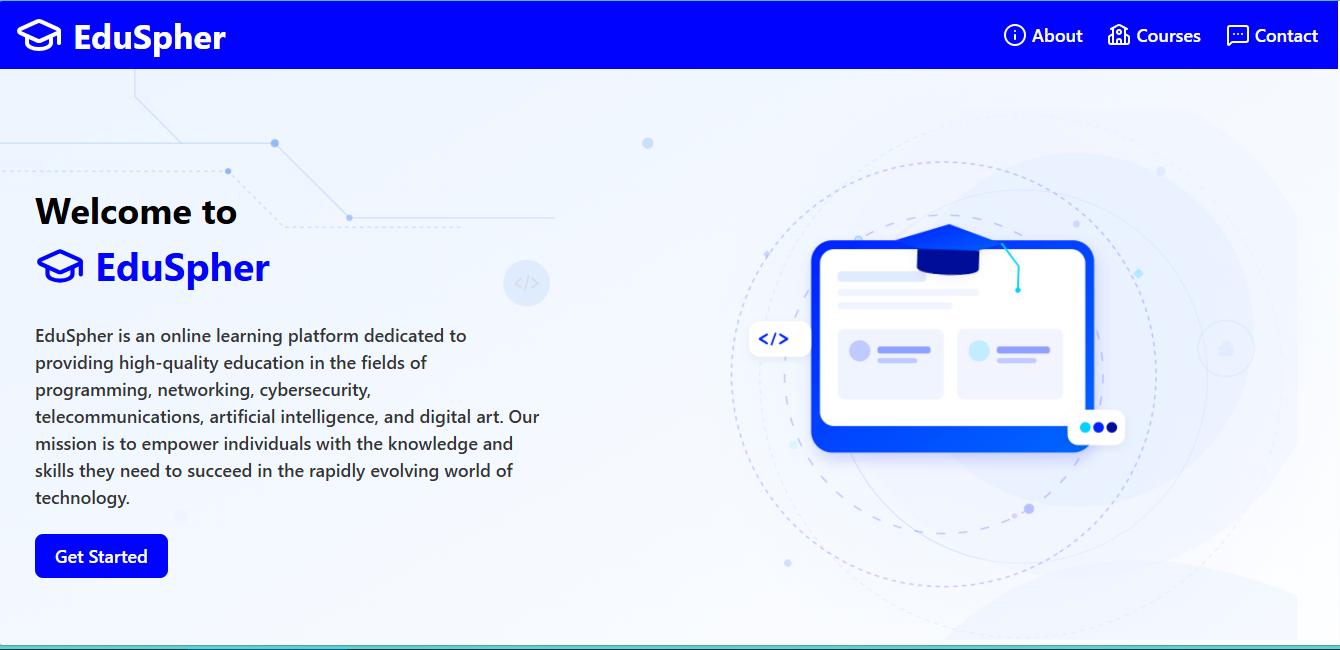 EduSpher
About
Courses
Contact
Welcome to
EduSpher
</>
EduSpher is an online learning platform dedicated to
providing high-quality education in the fields of
programming, networking, cybersecurity,
telecommunications, artificial intelligence, and digital art. Our
mission is to empower individuals with the knowledge and
skills they need to succeed in the rapidly evolving world of
technology.
Get Started
</>